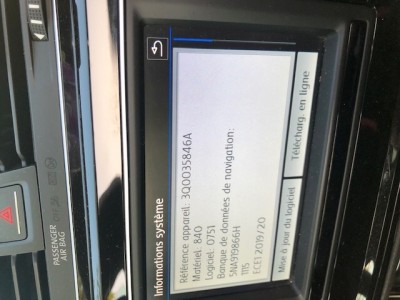 Informations système
Référence appareil: 3Q0035846A
Matériel: 840
Logiciel: 0751
Banque de données de navigation:
5NA919866H
1115
ECE1 2019/20
Mise à jour du logiciel
Télécharg. en ligne
PASSENGER
AIR BAG